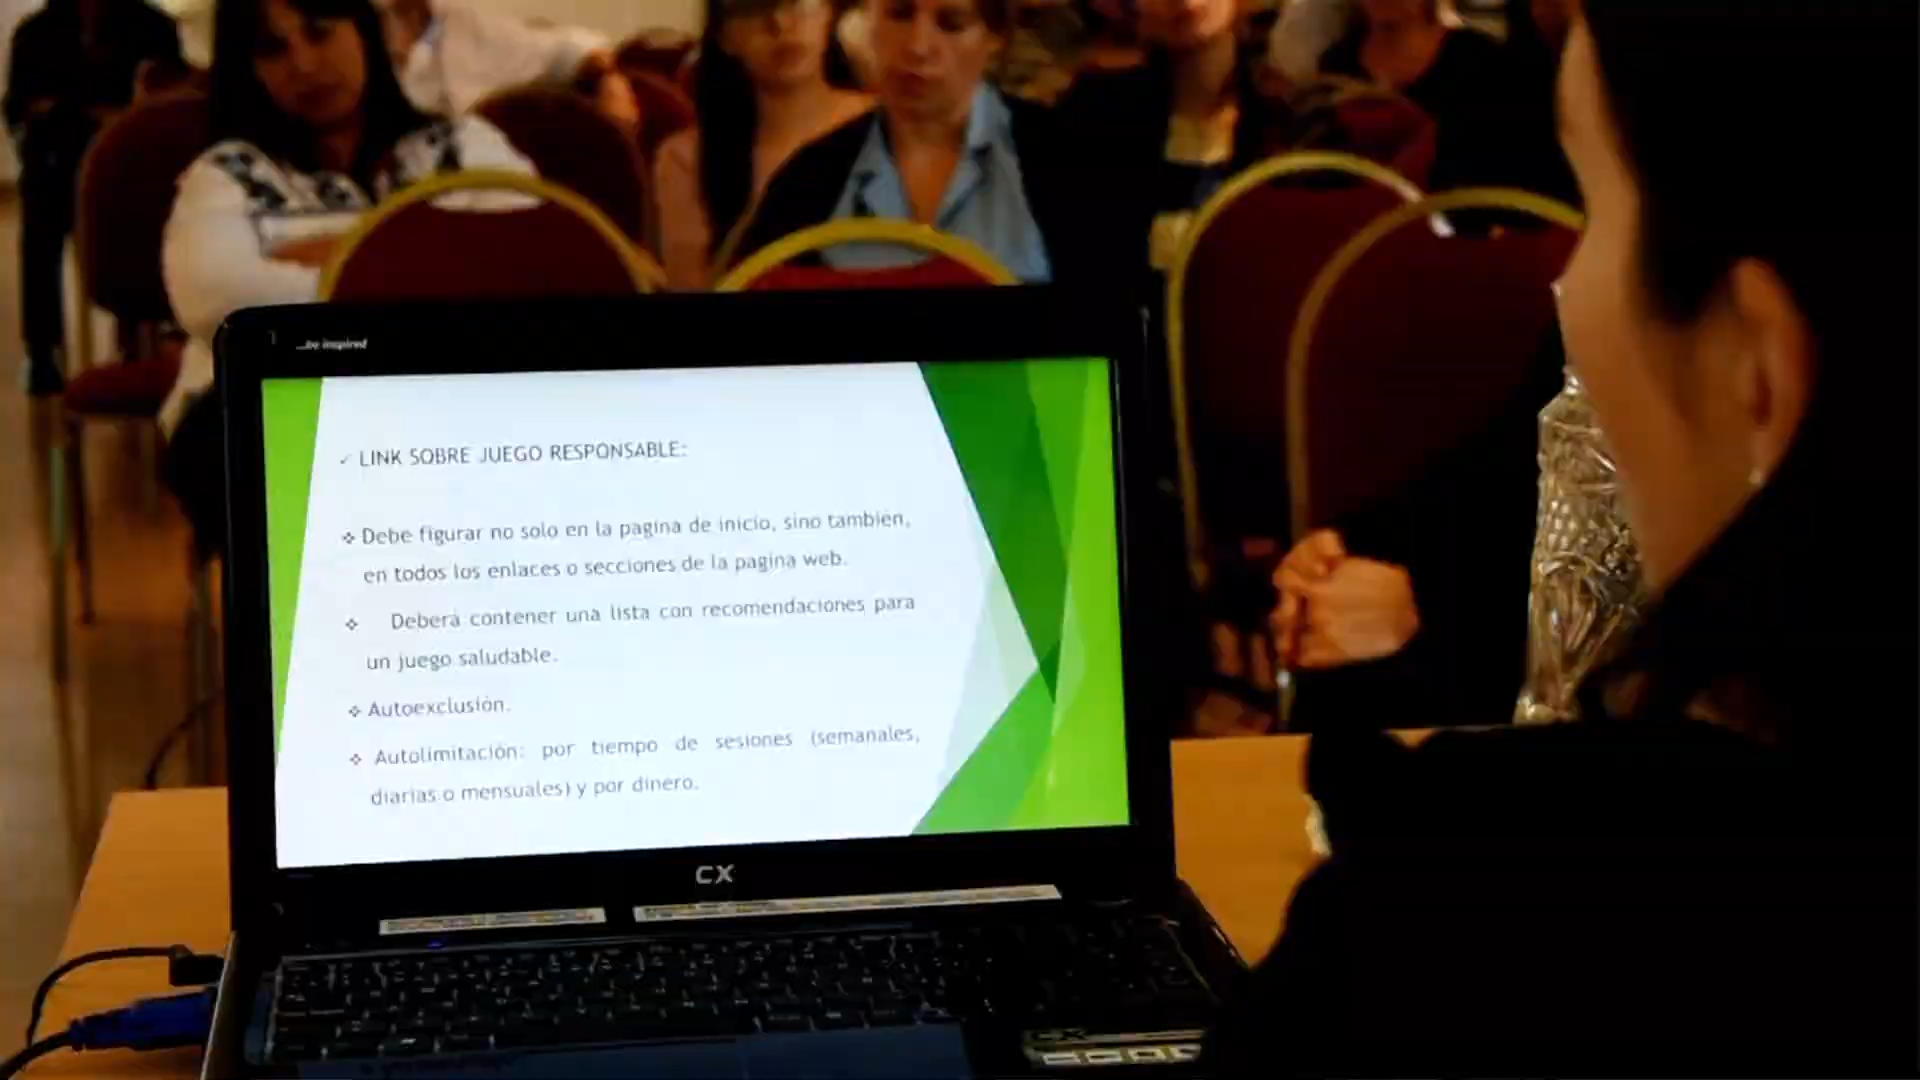 ...be inspired
✓ LINK SOBRE JUEGO RESPONSABLE:
❖ Debe figurar no solo en la pagina de inicio, sino también,
en todos los enlaces o secciones de la pagina web.
❖ Deberá contener una lista con recomendaciones para
un juego saludable.
❖ Autoexclusión.
❖ Autolimitación: por tiempo de sesiones (semanales,
diarias o mensuales) y por dinero.
CX